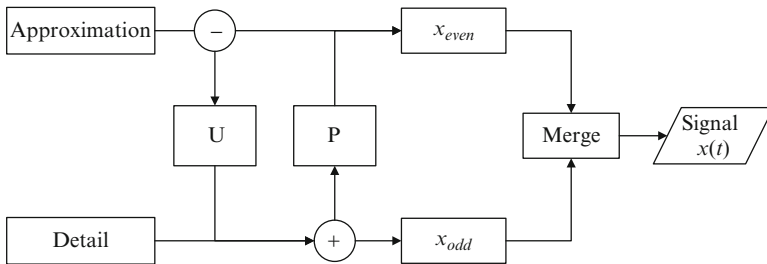 Approximation
−
x_even
U
P
Merge
Signal
x(t)
Detail
+
x_odd